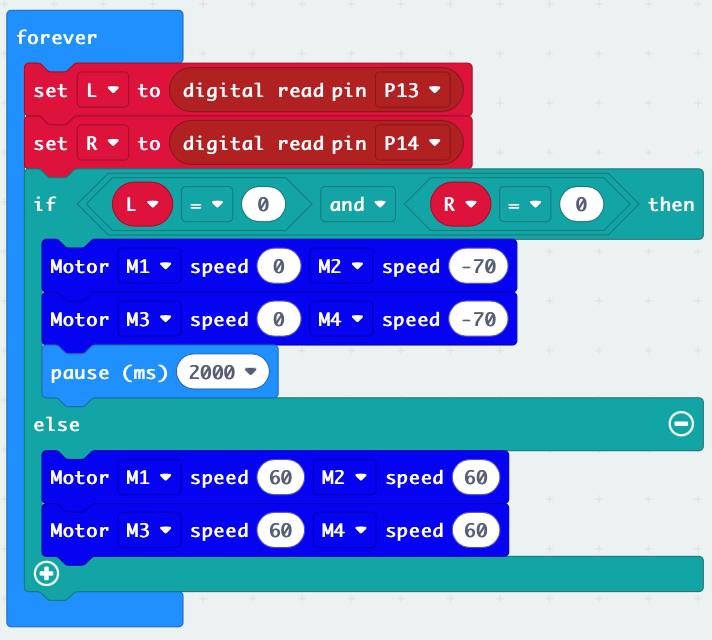 forever
set L to digital read pin P13
set R to digital read pin P14
if L = 0 and R = 0 then
Motor M1 speed 0 M2 speed -70
Motor M3 speed 0 M4 speed -70
pause (ms) 2000
else
Motor M1 speed 60 M2 speed 60
Motor M3 speed 60 M4 speed 60